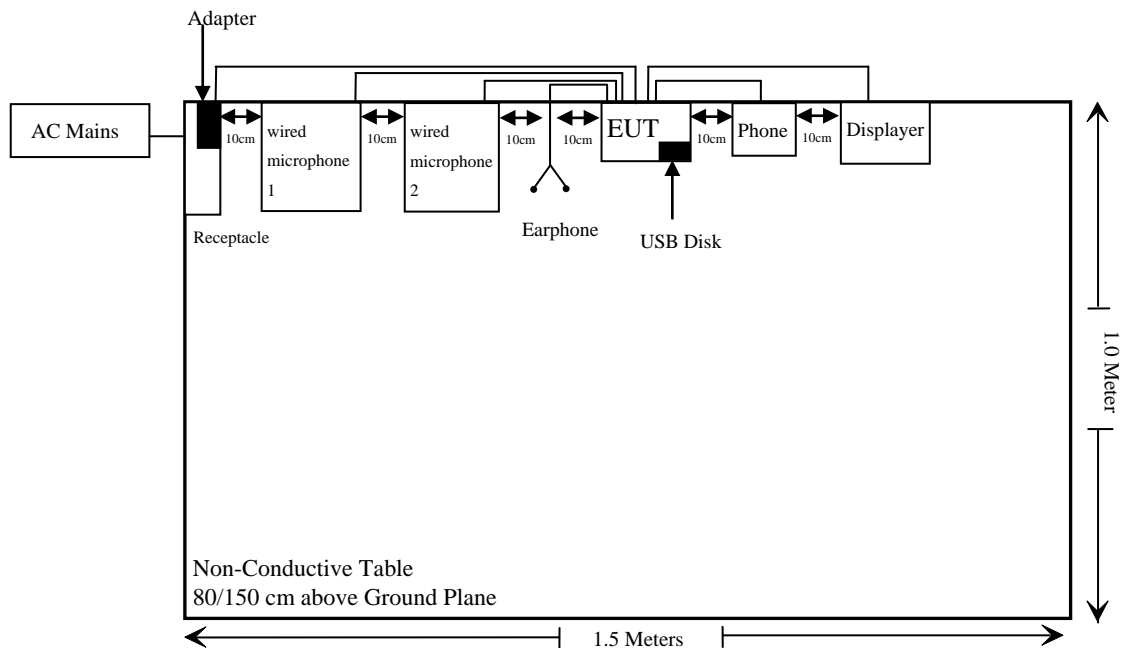 Adapter
AC Mains
10cm
wired
microphone
1
10cm
wired
microphone
2
10cm
10cm
EUT
10cm
Phone
10cm
Displayer
Receptacle
Earphone
USB Disk
1.0 Meter
Non-Conductive Table
80/150 cm above Ground Plane
1.5 Meters